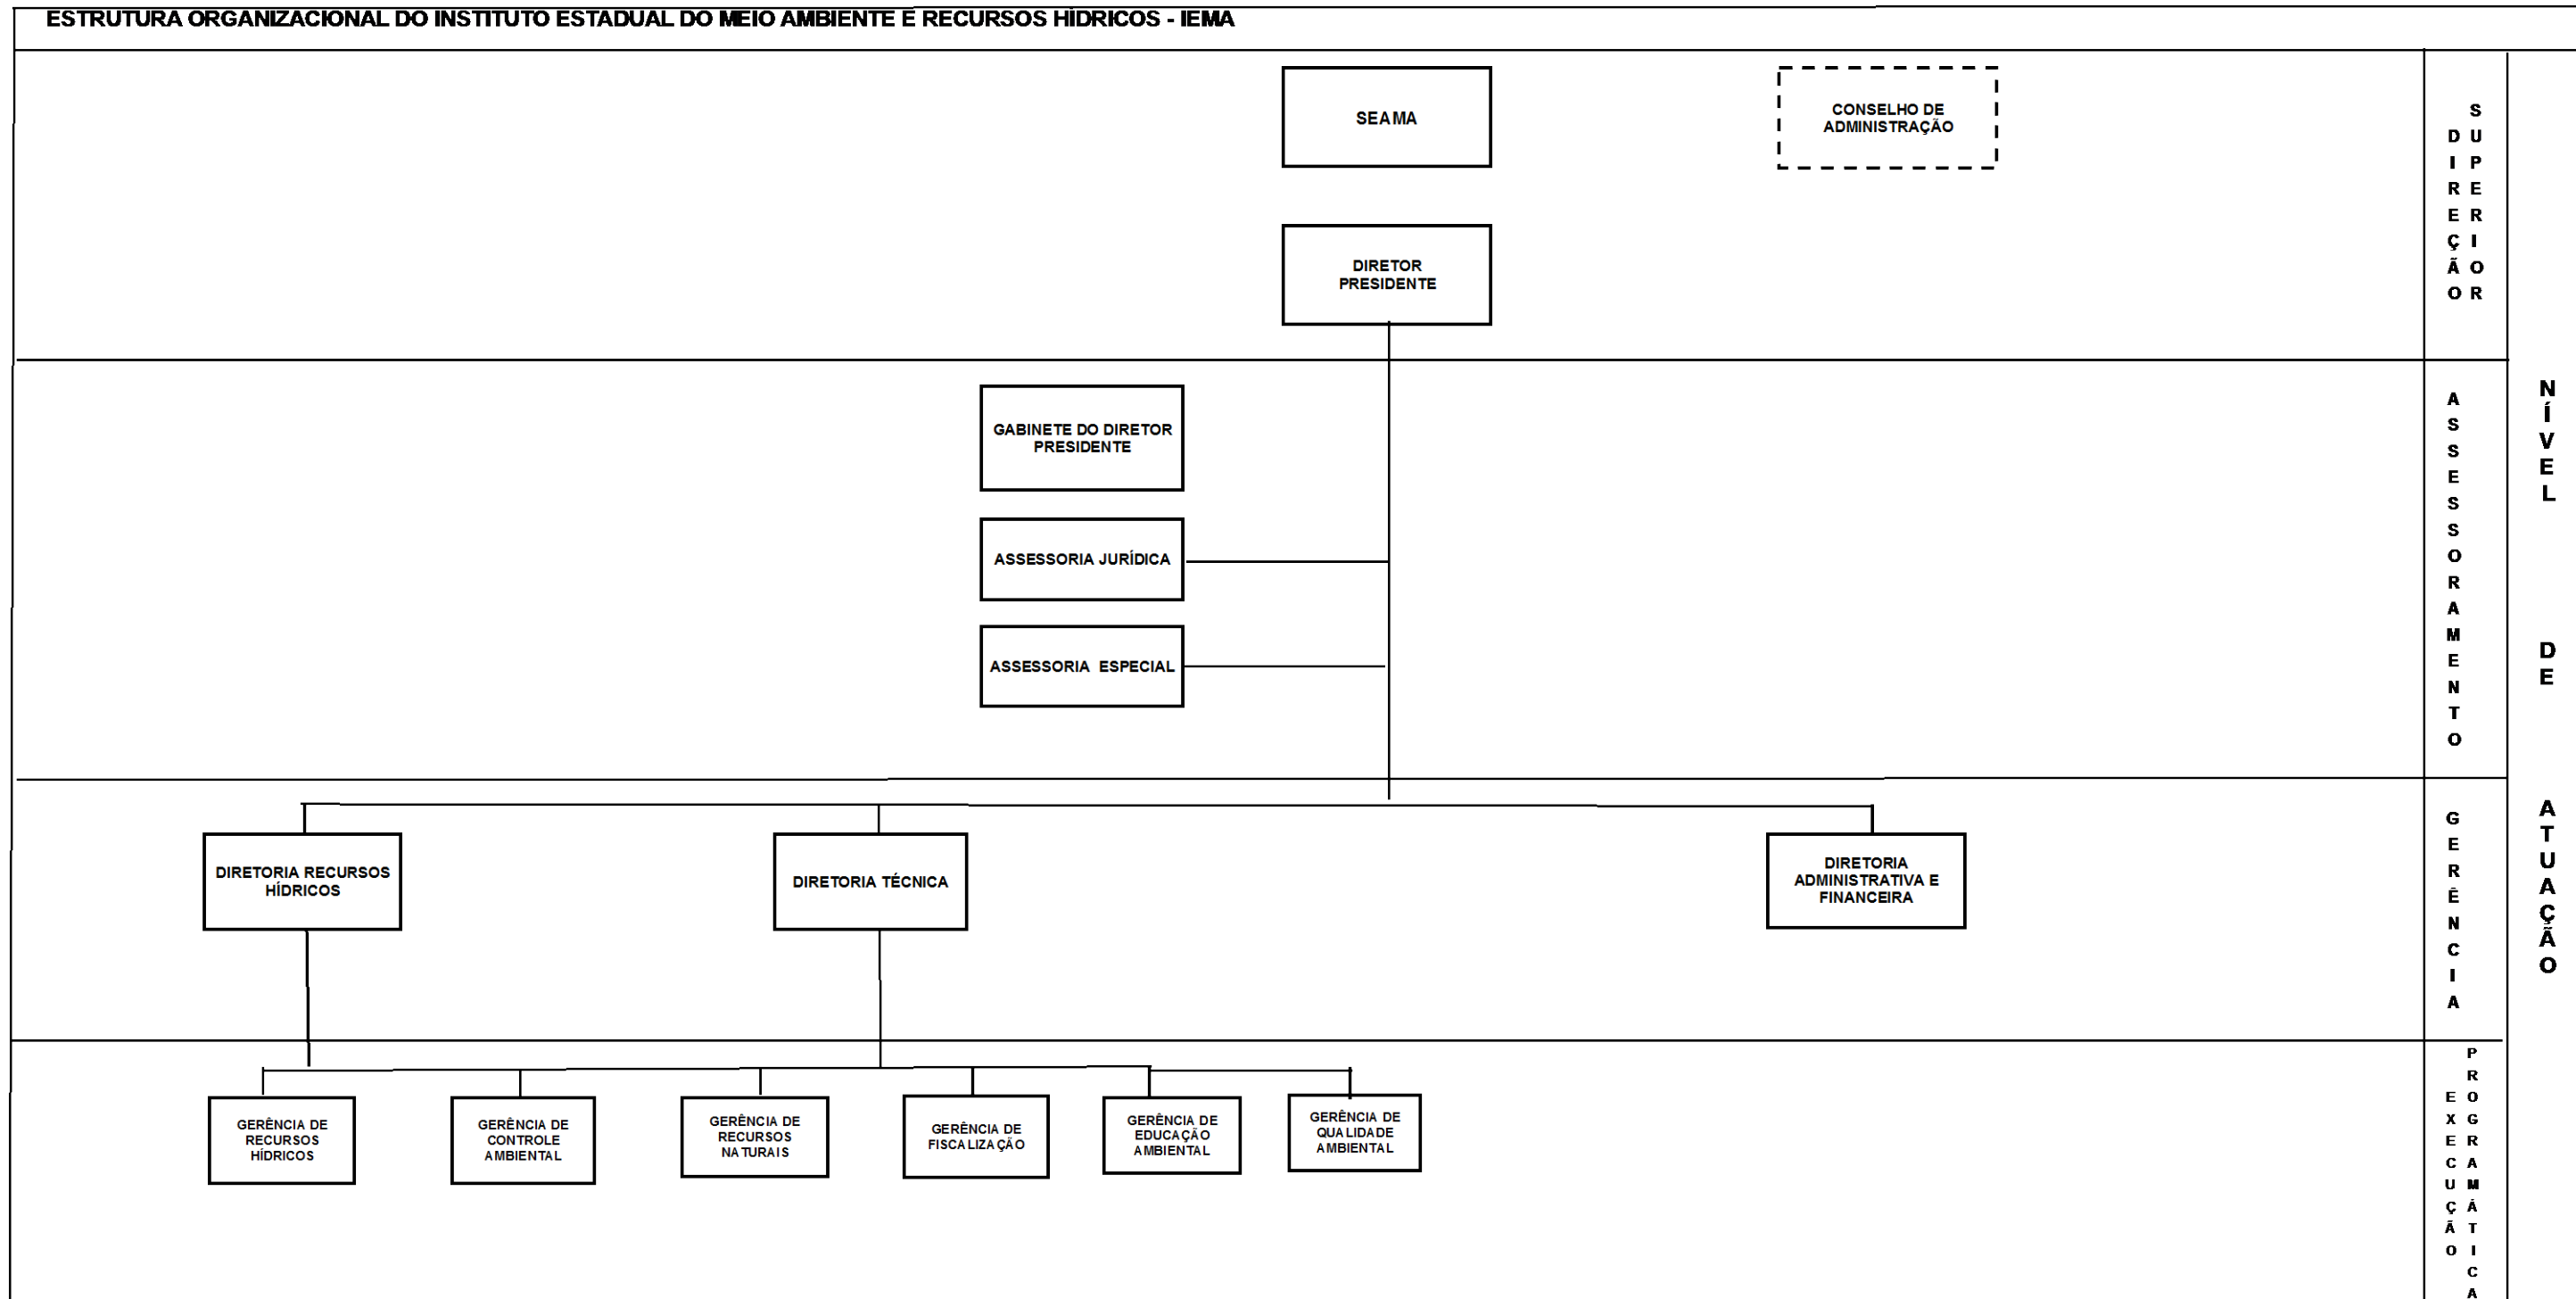 ESTRUTURA ORGANIZACIONAL DO INSTITUTO ESTADUAL DO MEIO AMBIENTE E RECURSOS HÍDRICOS - IEMA
SEAMA
CONSELHO DE
ADMINISTRAÇÃO
DIRETOR
PRESIDENTE
DIREÇÃO
SUPERIOR
GABINETE DO DIRETOR
PRESIDENTE
ASSESSORIA JURÍDICA
ASSESSORIA ESPECIAL
ASSESSORAMENTO
NÍVEL DE ATUAÇÃO
DIRETORIA RECURSOS
HÍDRICOS
DIRETORIA TÉCNICA
DIRETORIA
ADMINISTRATIVA E
FINANCEIRA
GERÊNCIA
GERÊNCIA DE
RECURSOS
HÍDRICOS
GERÊNCIA DE
CONTROLE
AMBIENTAL
GERÊNCIA DE
RECURSOS
NATURAIS
GERÊNCIA DE
FISCALIZAÇÃO
GERÊNCIA DE
EDUCAÇÃO
AMBIENTAL
GERÊNCIA DE
QUALIDADE
AMBIENTAL
EXECUÇÃO
PROGRAMÁTICA